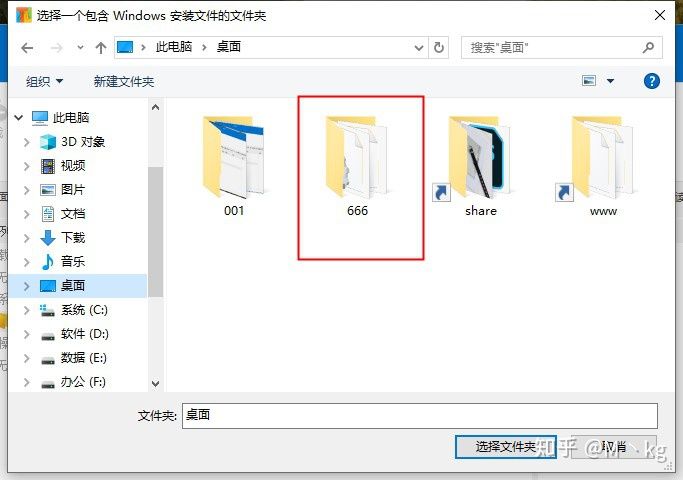 选择一个包含 Windows 安装文件的文件夹
此电脑 桌面
搜索"桌面"
组织 新建文件夹
此电脑
3D 对象
视频
图片
文档
下载
音乐
桌面
系统 (C:)
软件 (D:)
数据 (E:)
办公 (F:)
001
666
share
www
文件夹:
桌面
选择文件夹
取消
知乎 @M丶kg